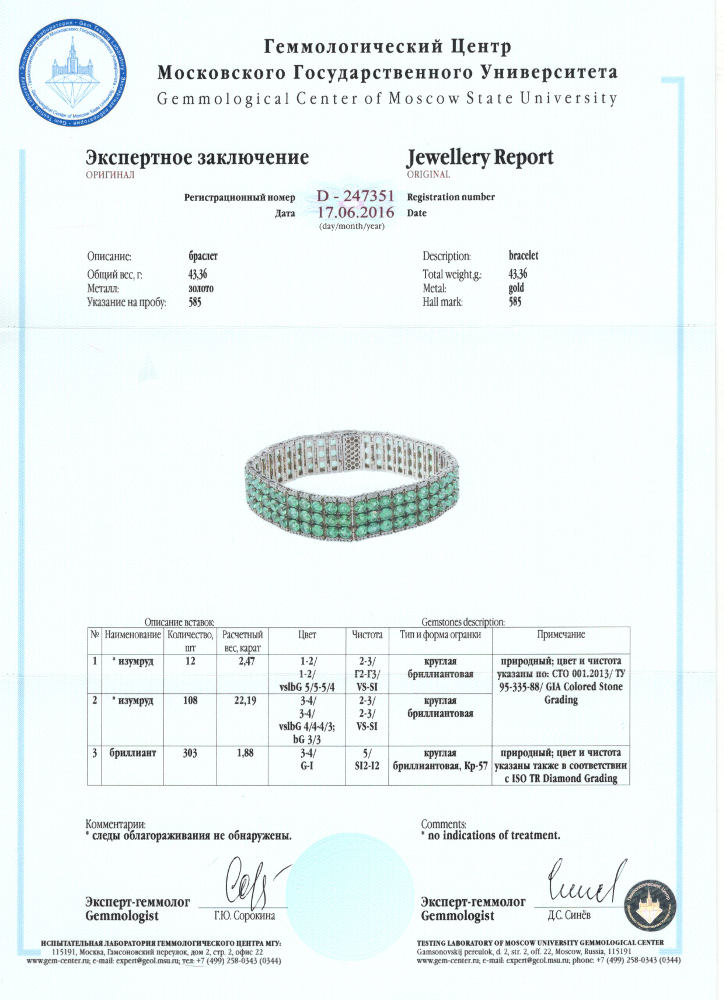 Геммологический Центр
Московского Государственного Университета
Gemmological Center of Moscow State University
Экспертное заключение
ОРИГИНАЛ
Jewellery Report
ORIGINAL
Регистрационный номер D - 247351 Registration number
Дата 17.06.2016 Date
(day/month/year)
Описание: браслет
Общий вес, г: 43,36
Металл: золото
Указание на пробу: 585
Description: bracelet
Total weight,g: 43,36
Metal: gold
Hall mark: 585
Описание вставок: Gemstones description:
№ Наименование Количество, шт Расчетный вес, карат Цвет Чистота Тип и форма огранки Примечание
1 * изумруд 12 2,47 1-2/ 2-3/ круглая природный; цвет и чистота
1-2/ Г2-Г3/ бриллиантовая указаны по: СТО 001.2013/ ТУ
vslbG 5/5-5/4 VS-SI 95-335-88/ GIA Colored Stone
2 * изумруд 108 22,19 3-4/ 2-3/ круглая Grading
3-4/ 2-3/ бриллиантовая
vslbG 4/4-4/3; VS-SI
bG 3/3
3 бриллиант 303 1,88 3-4/ 5/ круглая природный; цвет и чистота
G-I SI2-I2 бриллиантовая, Кр-57 указаны также в соответствии
с ISO TR Diamond Grading
Комментарии:
* следы облагораживания не обнаружены.
Comments:
* no indications of treatment.
Эксперт-геммолог
Gemmologist Г.Ю. Сорокина
Эксперт-геммолог
Gemmologist Д.С. Синёв
ИСПЫТАТЕЛЬНАЯ ЛАБОРАТОРИЯ ГЕММОЛОГИЧЕСКОГО ЦЕНТРА МГУ:
115191, Москва, Гамсоновский переулок, дом 2, стр. 2, офис 22
www.gem-center.ru; e-mail: expert@geol.msu.ru; тел: +7 (499) 258-0343 (0344)
TESTING LABORATORY OF MOSCOW UNIVERSITY GEMMOLOGICAL CENTER
Gamsonovskij pereulok, d. 2, str. 2, off. 22, Moscow, Russia, 115191
www.gem-center.ru; e-mail: expert@geol.msu.ru; phone: +7 (499) 258-0343 (0344)